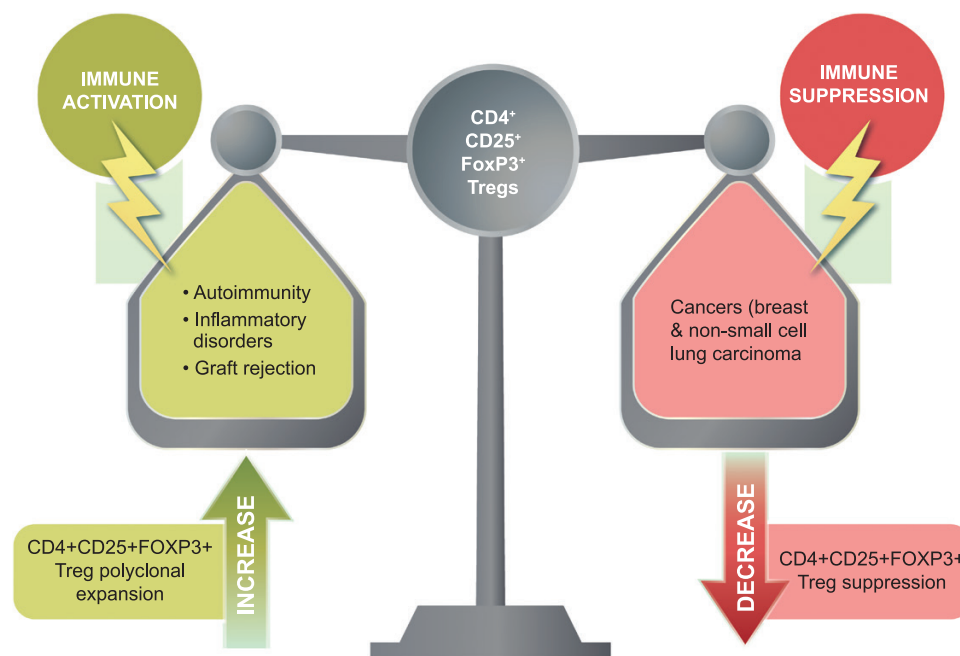 IMMUNE
ACTIVATION
IMMUNE
SUPPRESSION
CD4⁺
CD25⁺
FoxP3⁺
Tregs
• Autoimmunity
• Inflammatory
disorders
• Graft rejection
Cancers (breast
& non-small cell
lung carcinoma
INCREASE
CD4+CD25+FOXP3+
Treg polyclonal
expansion
DECREASE
CD4+CD25+FOXP3+
Treg suppression